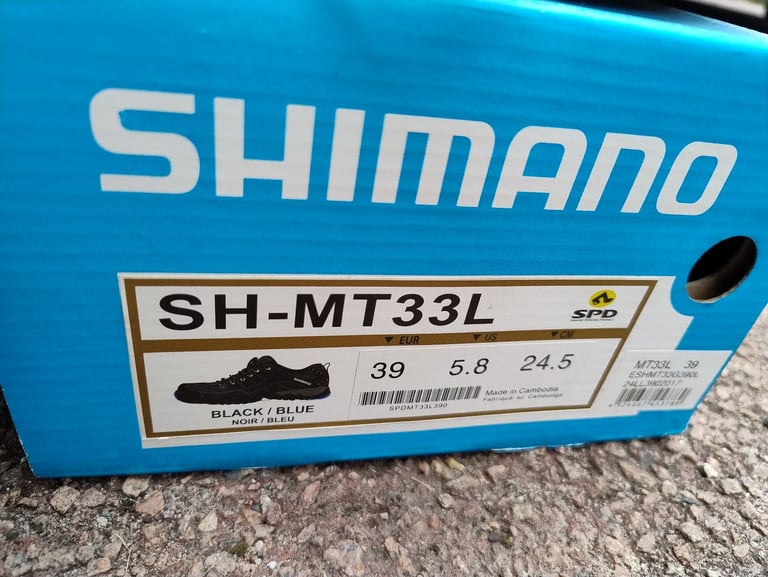 SHIMANO
SH-MT33L
SPD
EUR US CM
39 5.8 24.5
Made in Cambodia
Fabriqué au Cambodge
SPDMT33L390
BLACK / BLUE
NOIR / BLEU
MT33L 39
ESHMT33G390L
24LL3902017